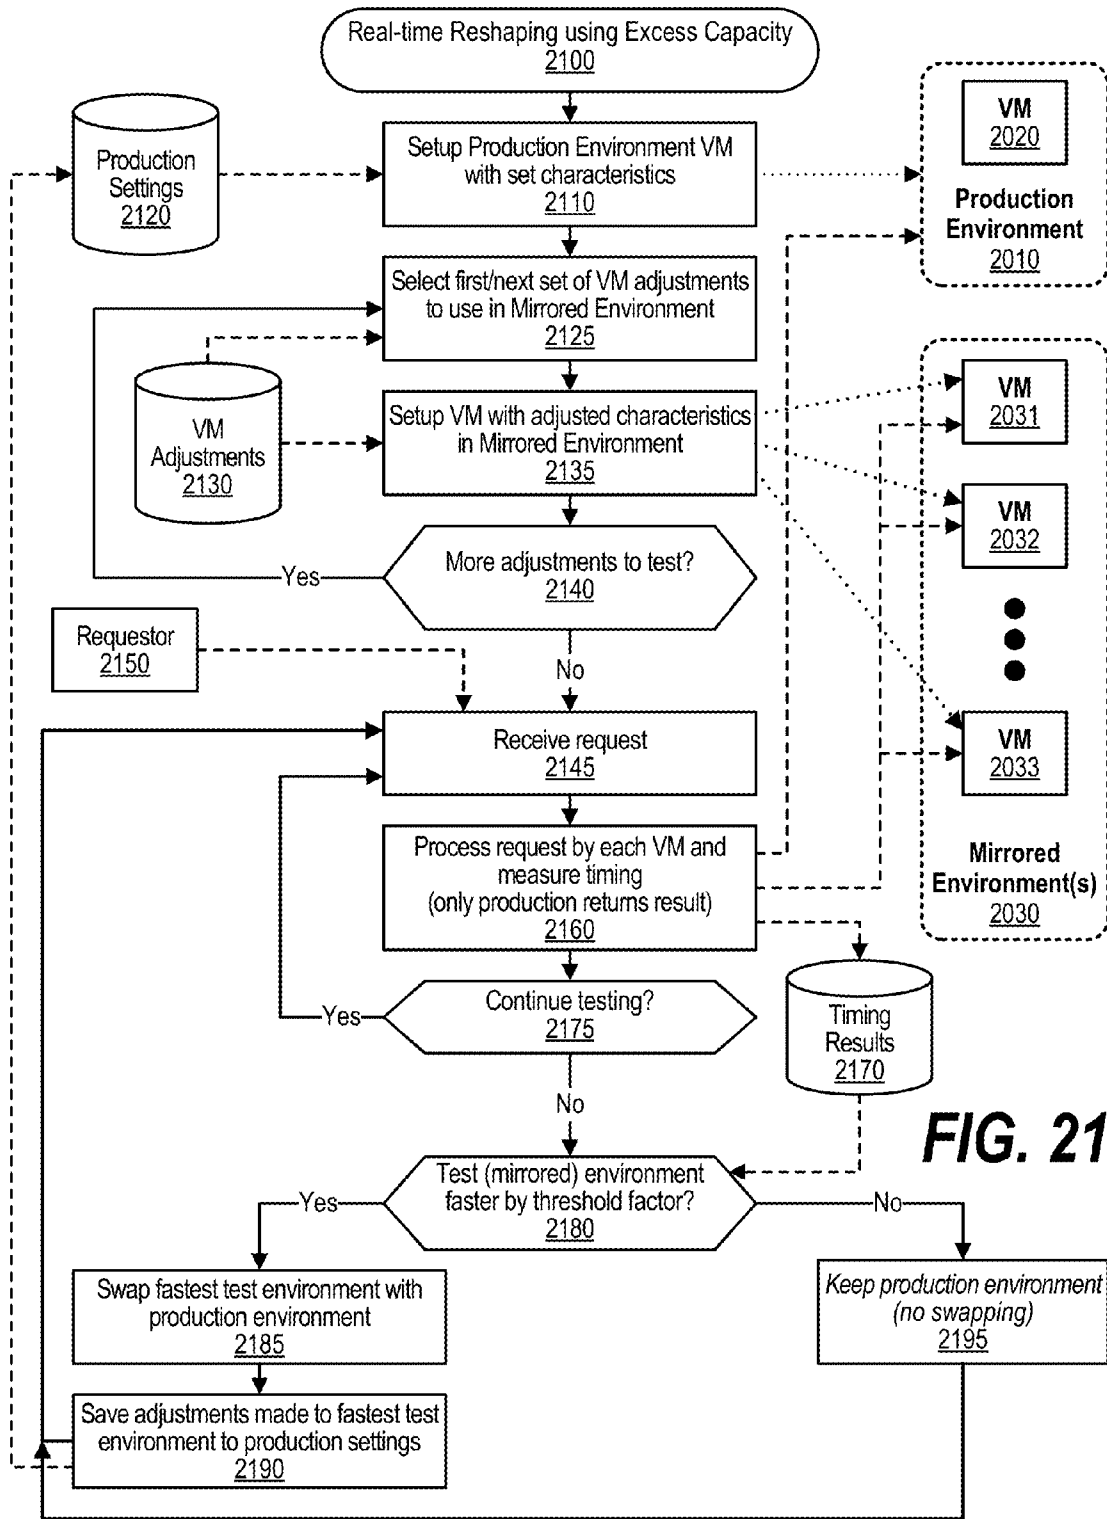 Real-time Reshaping using Excess Capacity
2100
Production
Settings
2120
Setup Production Environment VM
with set characteristics
2110
VM
2020
Production
Environment
2010
Select first/next set of VM adjustments
to use in Mirrored Environment
2125
VM
Adjustments
2130
Setup VM with adjusted characteristics
in Mirrored Environment
2135
VM
2031
VM
2032
VM
2033
Mirrored
Environment(s)
2030
More adjustments to test?
2140
Yes
No
Requestor
2150
Receive request
2145
Process request by each VM and
measure timing
(only production returns result)
2160
Continue testing?
2175
Yes
No
Timing
Results
2170
FIG. 21
Test (mirrored) environment
faster by threshold factor?
2180
Yes
No
Swap fastest test environment with
production environment
2185
Keep production environment
(no swapping)
2195
Save adjustments made to fastest test
environment to production settings
2190